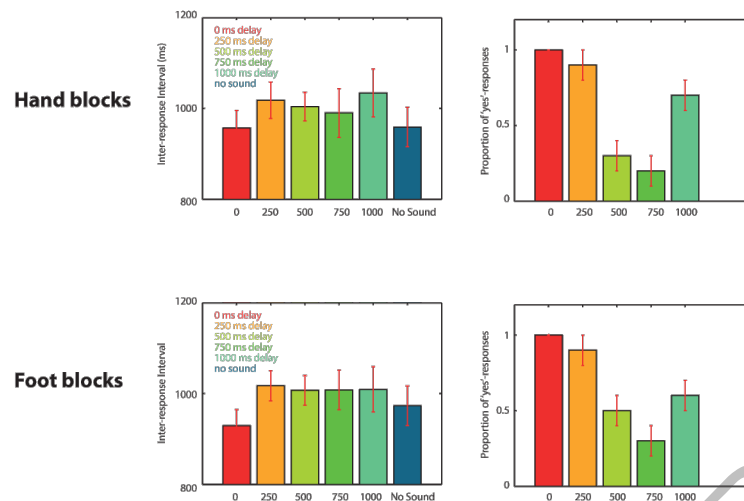 Hand blocks
Inter-response Interval (ms)
1200
1000
800
0 ms delay
250 ms delay
500 ms delay
750 ms delay
1000 ms delay
no sound
0 250 500 750 1000 No Sound
Proportion of 'yes'-responses
1
0.5
0
0 250 500 750 1000
Foot blocks
Inter-response Interval
1200
1000
800
0 ms delay
250 ms delay
500 ms delay
750 ms delay
1000 ms delay
no sound
0 250 500 750 1000 No Sound
Proportion of 'yes'-responses
1
0.5
0
0 250 500 750 1000